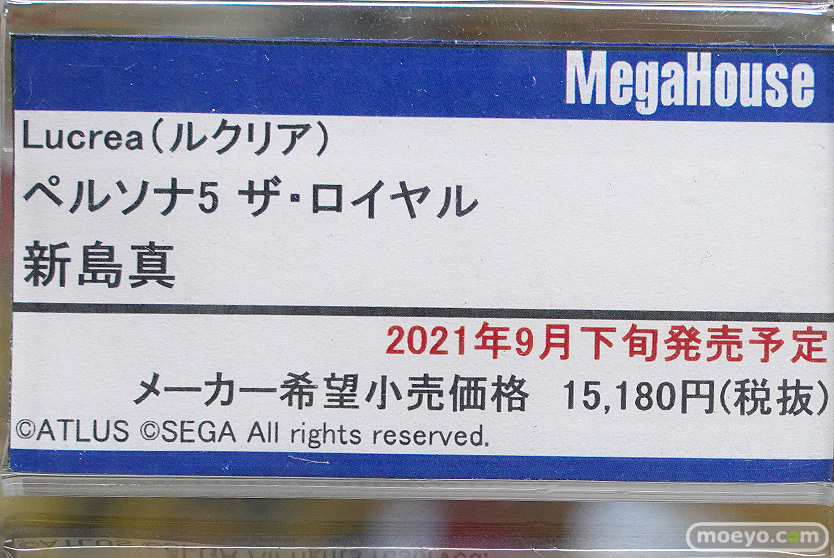 MegaHouse
Lucrea(ルクリア)
ペルソナ5 ザ・ロイヤル
新島真
2021年9月下旬発売予定
メーカー希望小売価格 15,180円(税抜)
©ATLUS ©SEGA All rights reserved.
moeyo.com